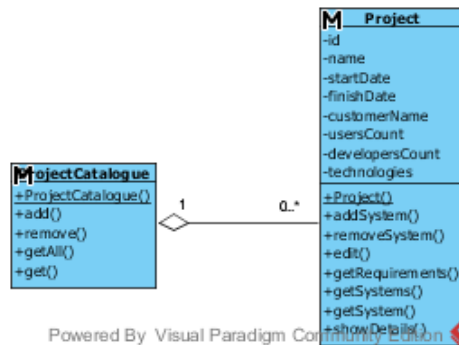 M Project
-id
-name
-startDate
-finishDate
-customerName
-usersCount
-developersCount
-technologies
+Project()
+addSystem()
+removeSystem()
+edit()
+getRequirements()
+getSystems()
+getSystem()
+showDetails()
M ProjectCatalogue
+ProjectCatalogue()
+add()
+remove()
+getAll()
+get()
1
0..*
Powered By Visual Paradigm Community Edition